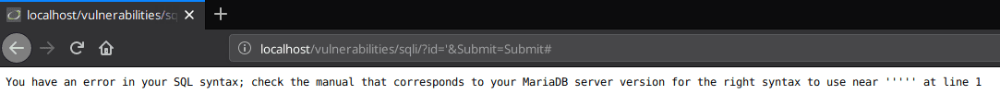 localhost/vulnerabilities/sq
localhost/vulnerabilities/sqli/?id='&Submit=Submit#
You have an error in your SQL syntax; check the manual that corresponds to your MariaDB server version for the right syntax to use near ''''' at line 1